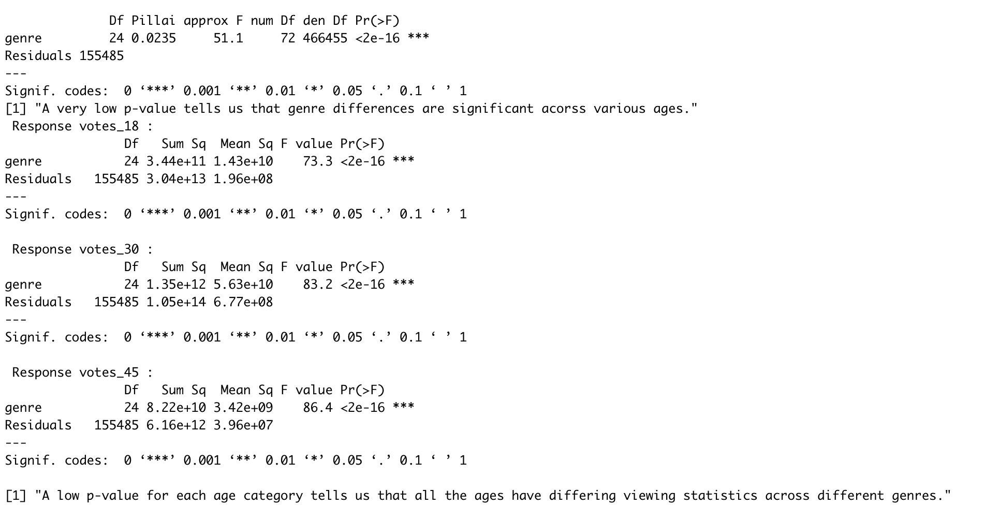 Df Pillai approx F num Df den Df Pr(>F)
genre 24 0.0235 51.1 72 466455 <2e-16 ***
Residuals 155485
---
Signif. codes: 0 ‘***’ 0.001 ‘**’ 0.01 ‘*’ 0.05 ‘.’ 0.1 ‘ ’ 1
[1] "A very low p-value tells us that genre differences are significant acorss various ages."
Response votes_18 :
Df Sum Sq Mean Sq F value Pr(>F)
genre 24 3.44e+11 1.43e+10 73.3 <2e-16 ***
Residuals 155485 3.04e+13 1.96e+08
---
Signif. codes: 0 ‘***’ 0.001 ‘**’ 0.01 ‘*’ 0.05 ‘.’ 0.1 ‘ ’ 1
Response votes_30 :
Df Sum Sq Mean Sq F value Pr(>F)
genre 24 1.35e+12 5.63e+10 83.2 <2e-16 ***
Residuals 155485 1.05e+14 6.77e+08
---
Signif. codes: 0 ‘***’ 0.001 ‘**’ 0.01 ‘*’ 0.05 ‘.’ 0.1 ‘ ’ 1
Response votes_45 :
Df Sum Sq Mean Sq F value Pr(>F)
genre 24 8.22e+10 3.42e+09 86.4 <2e-16 ***
Residuals 155485 6.16e+12 3.96e+07
---
Signif. codes: 0 ‘***’ 0.001 ‘**’ 0.01 ‘*’ 0.05 ‘.’ 0.1 ‘ ’ 1
[1] "A low p-value for each age category tells us that all the ages have differing viewing statistics across different genres."